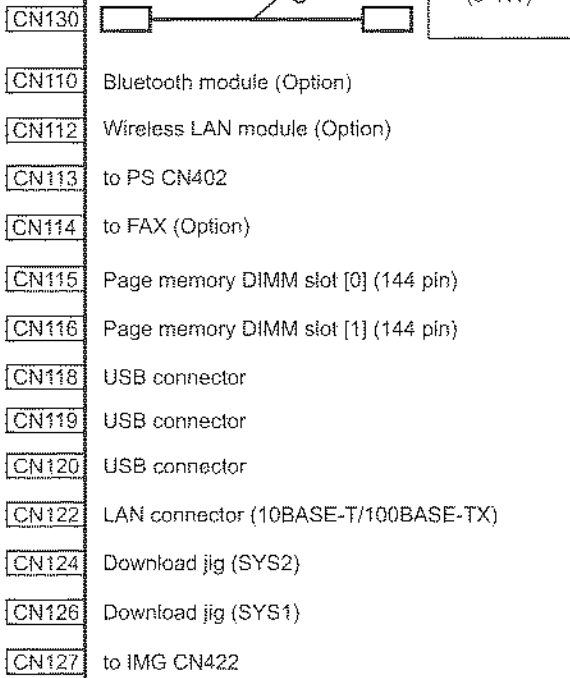 CN130
CN110 Bluetooth module (Option)
CN112 Wireless LAN module (Option)
CN113 to PS CN402
CN114 to FAX (Option)
CN115 Page memory DIMM slot [0] (144 pin)
CN116 Page memory DIMM slot [1] (144 pin)
CN118 USB connector
CN119 USB connector
CN120 USB connector
CN122 LAN connector (10BASE-T/100BASE-TX)
CN124 Download jig (SYS2)
CN126 Download jig (SYS1)
CN127 to IMG CN422